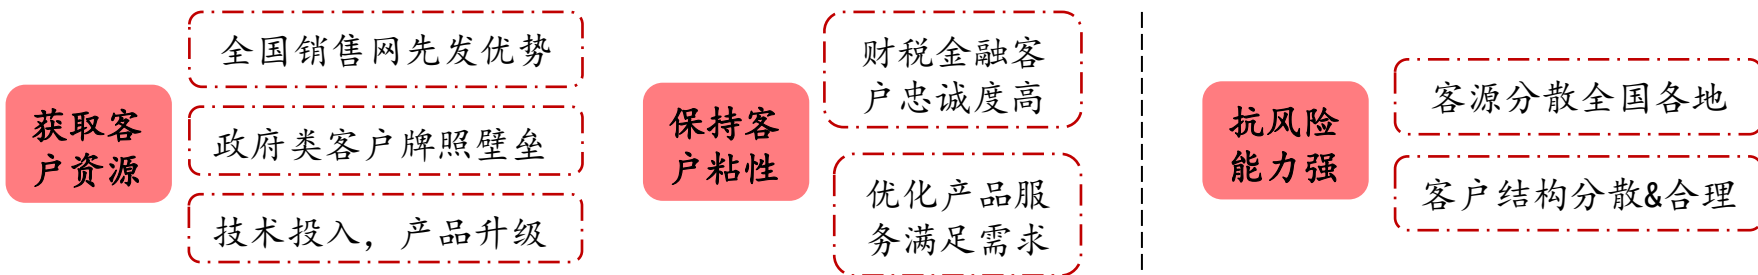 获取客
户资源
全国销售网先发优势
政府类客户牌照壁垒
技术投入，产品升级
保持客
户粘性
财税金融客
户忠诚度高
优化产品服
务满足需求
抗风险
能力强
客源分散全国各地
客户结构分散&合理